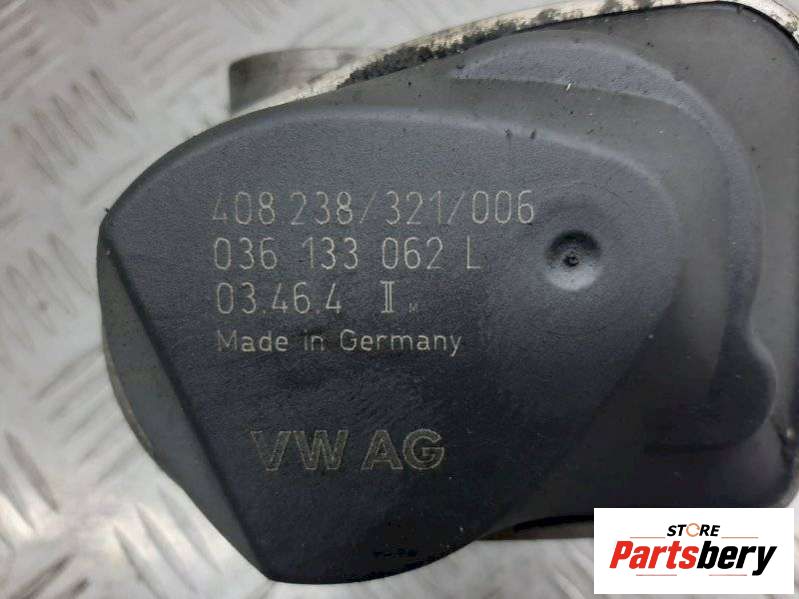 408 238/321/006
036 133 062 L
03.46.4 II M
Made in Germany
VW AG
STORE
Partsbery